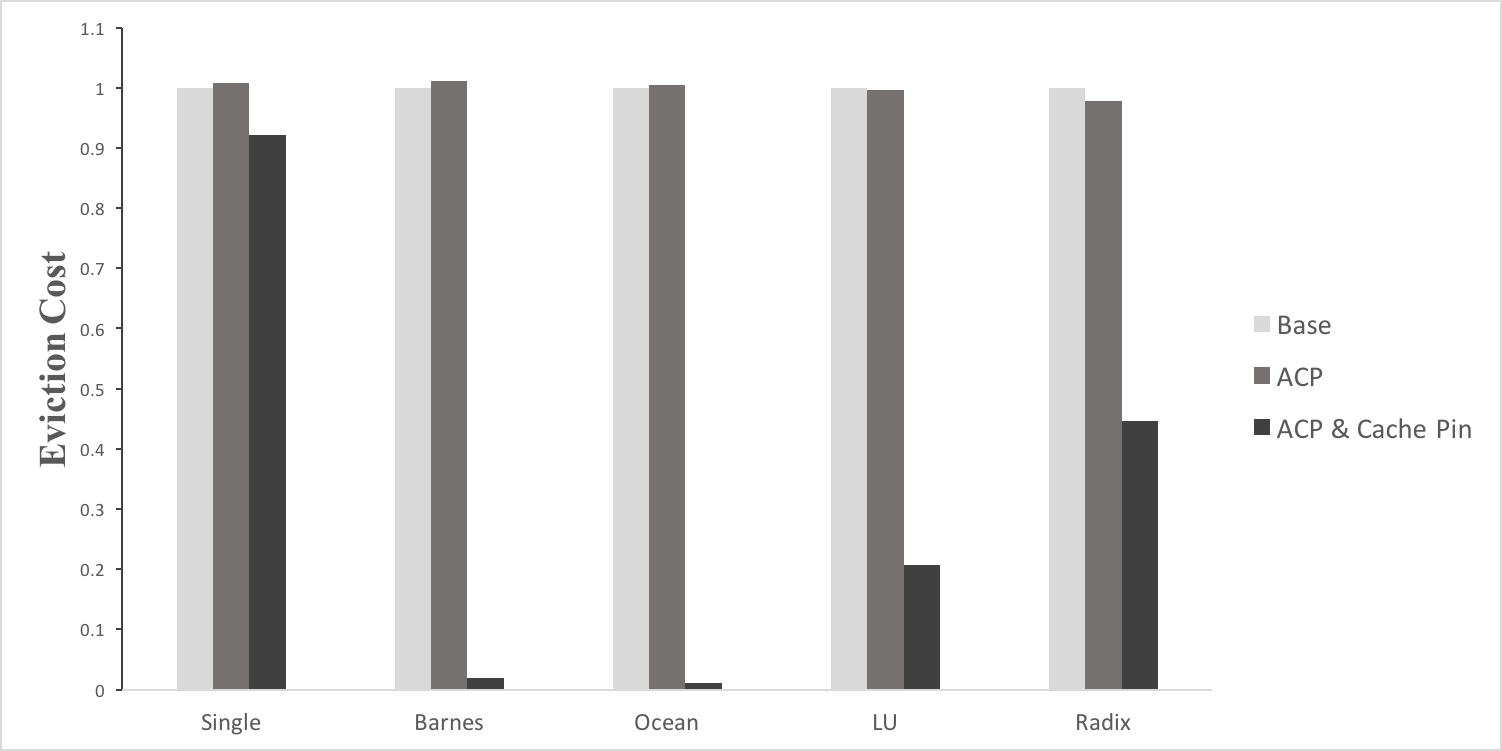 Eviction Cost
1.1
1
0.9
0.8
0.7
0.6
0.5
0.4
0.3
0.2
0.1
0
Single Barnes Ocean LU Radix
Base
ACP
ACP & Cache Pin